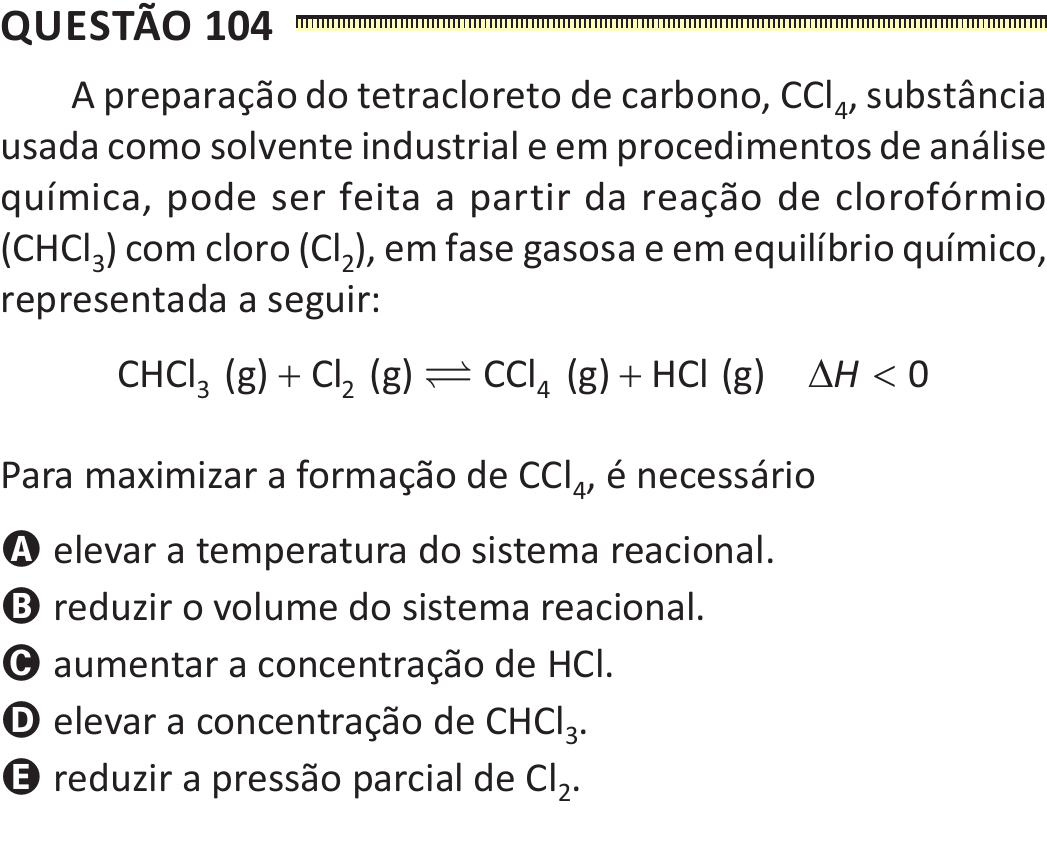 QUESTÃO 104
A preparação do tetracloreto de carbono, CCl₄, substância
usada como solvente industrial e em procedimentos de análise
química, pode ser feita a partir da reação de clorofórmio
(CHCl₃) com cloro (Cl₂), em fase gasosa e em equilíbrio químico,
representada a seguir:
CHCl₃ (g) + Cl₂ (g) ⇌ CCl₄ (g) + HCl (g) ΔH < 0
Para maximizar a formação de CCl₄, é necessário
A elevar a temperatura do sistema reacional.
B reduzir o volume do sistema reacional.
C aumentar a concentração de HCl.
D elevar a concentração de CHCl₃.
E reduzir a pressão parcial de Cl₂.